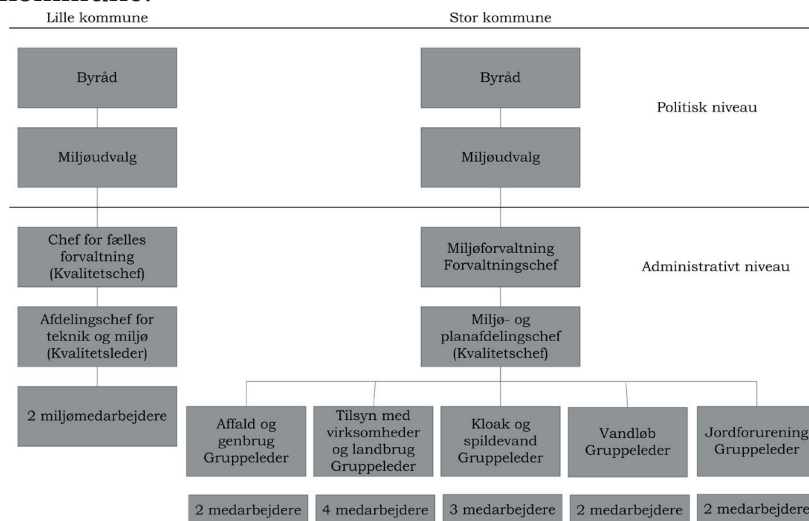 Lille kommune
Stor kommune
Byråd
Byråd
Politisk niveau
Miljøudvalg
Miljøudvalg
Chef for fælles
forvaltning
(Kvalitetschef)
Miljøforvaltning
Forvaltningschef
Administrativt niveau
Afdelingschef for
teknik og miljø
(Kvalitetsleder)
Miljø- og
planafdelingschef
(Kvalitetschef)
2 miljømedarbejdere
Affald og
genbrug
Gruppeleder
Tilsyn med
virksomheder
og landbrug
Gruppeleder
Kloak og
spildevand
Gruppeleder
Vandløb
Gruppeleder
Jordforurening
Gruppeleder
2 medarbejdere
4 medarbejdere
3 medarbejdere
2 medarbejdere
2 medarbejdere